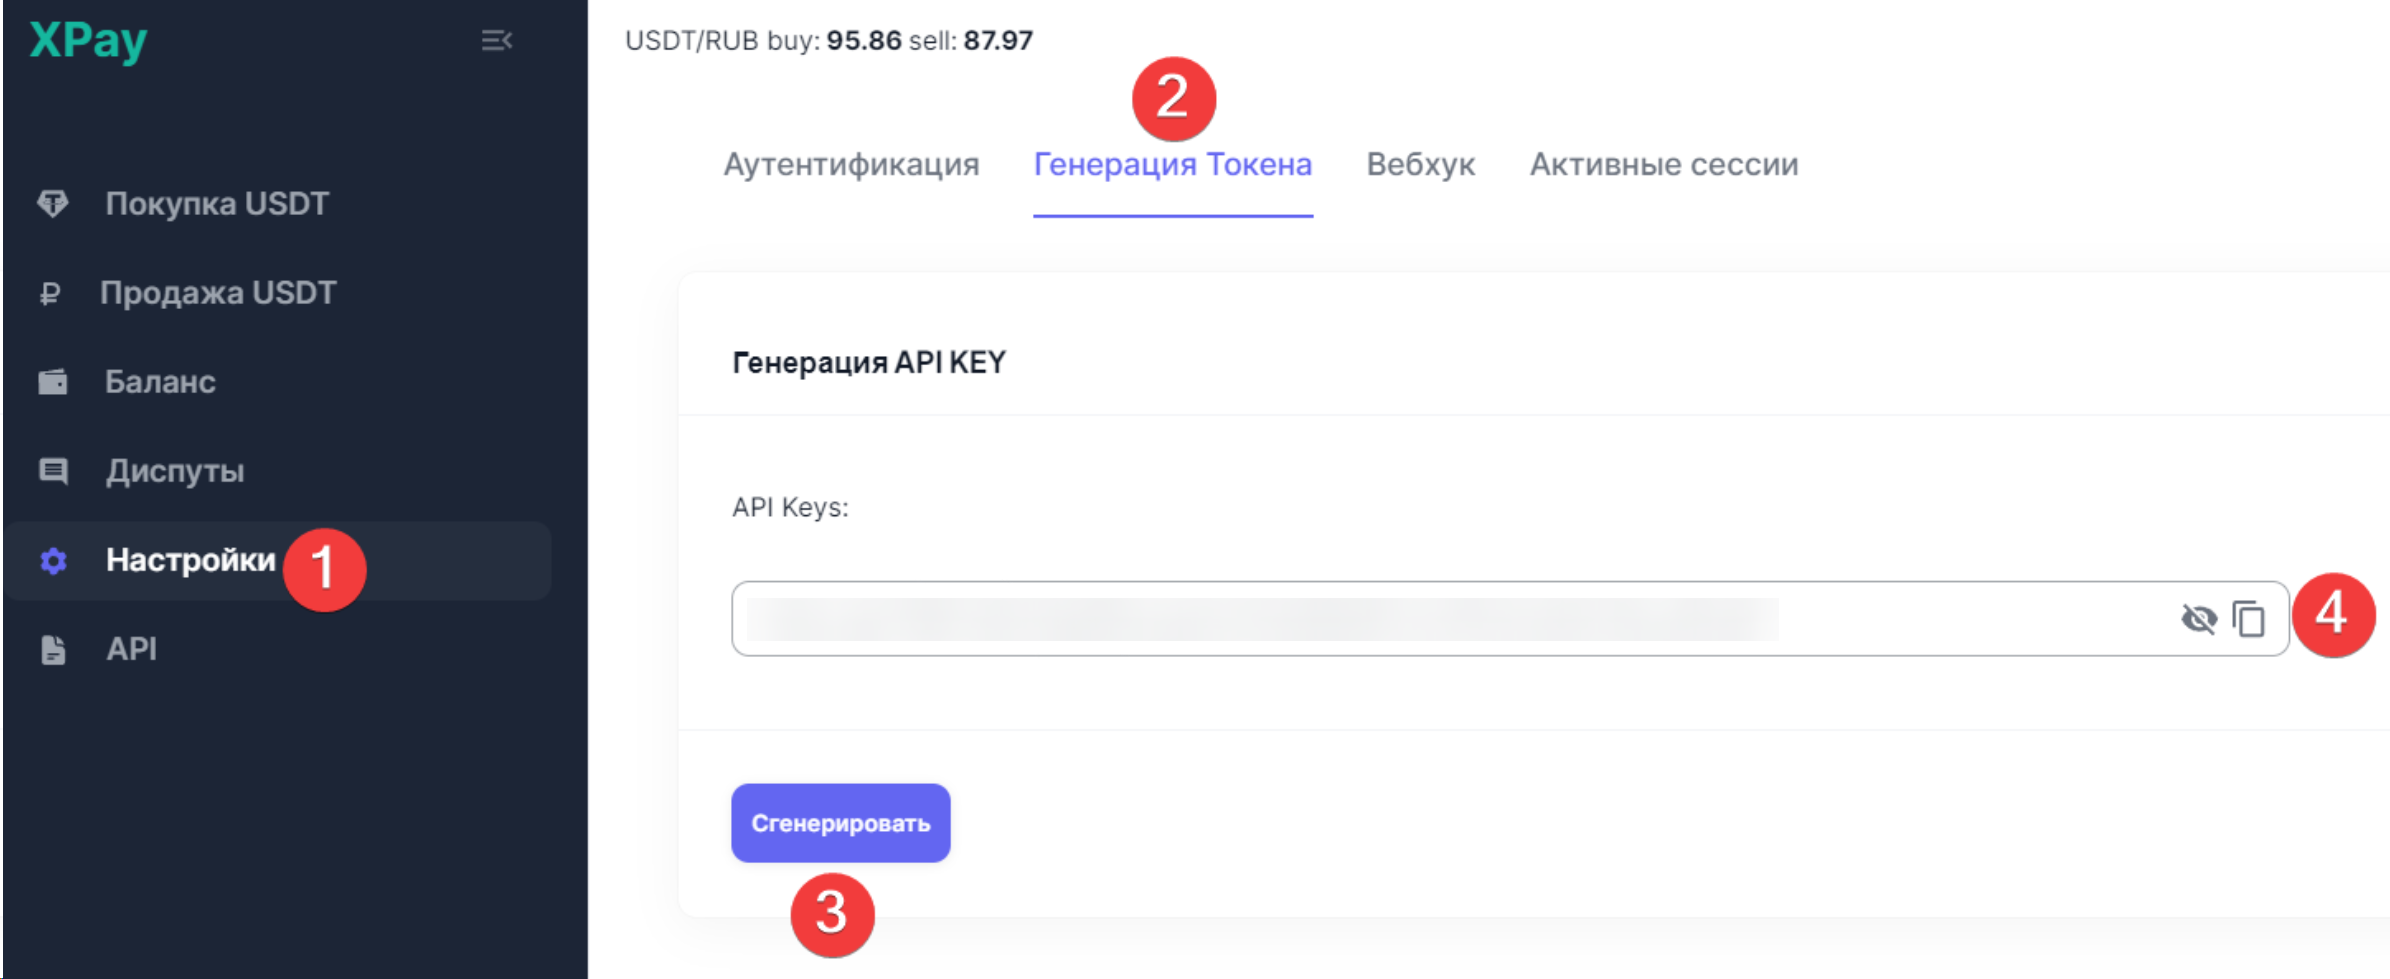 XPay
USDT/RUB buy: 95.86 sell: 87.97
2
Аутентификация Генерация Токена Вебхук Активные сессии
Покупка USDT
Продажа USDT
Баланс
Диспуты
Настройки 1
API
Генерация API KEY
API Keys:
4
Сгенерировать
3